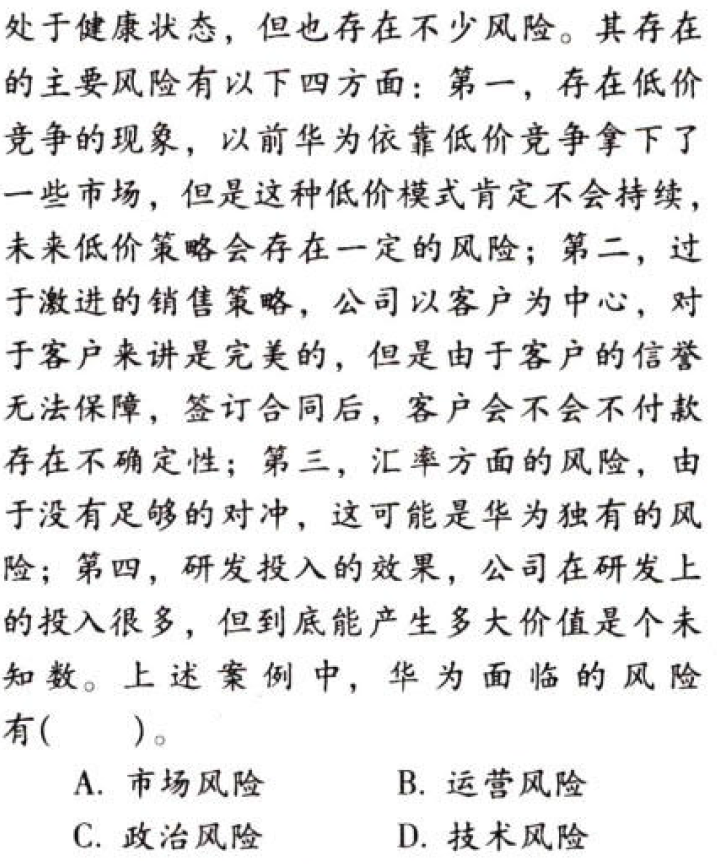 处于健康状态，但也存在不少风险。其存在
的主要风险有以下四方面：第一，存在低价
竞争的现象，以前华为依靠低价竞争拿下了
一些市场，但是这种低价模式肯定不会持续，
未来低价策略会存在一定的风险；第二，过
于激进的销售策略，公司以客户为中心，对
于客户来讲是完美的，但是由于客户的信誉
无法保障，签订合同后，客户会不会不付款
存在不确定性；第三，汇率方面的风险，由
于没有足够的对冲，这可能是华为独有的风
险；第四，研发投入的效果，公司在研发上
的投入很多，但到底能产生多大价值是个未
知数。上述案例中，华为面临的风险
有(　　)。
A. 市场风险　　B. 运营风险
C. 政治风险　　D. 技术风险